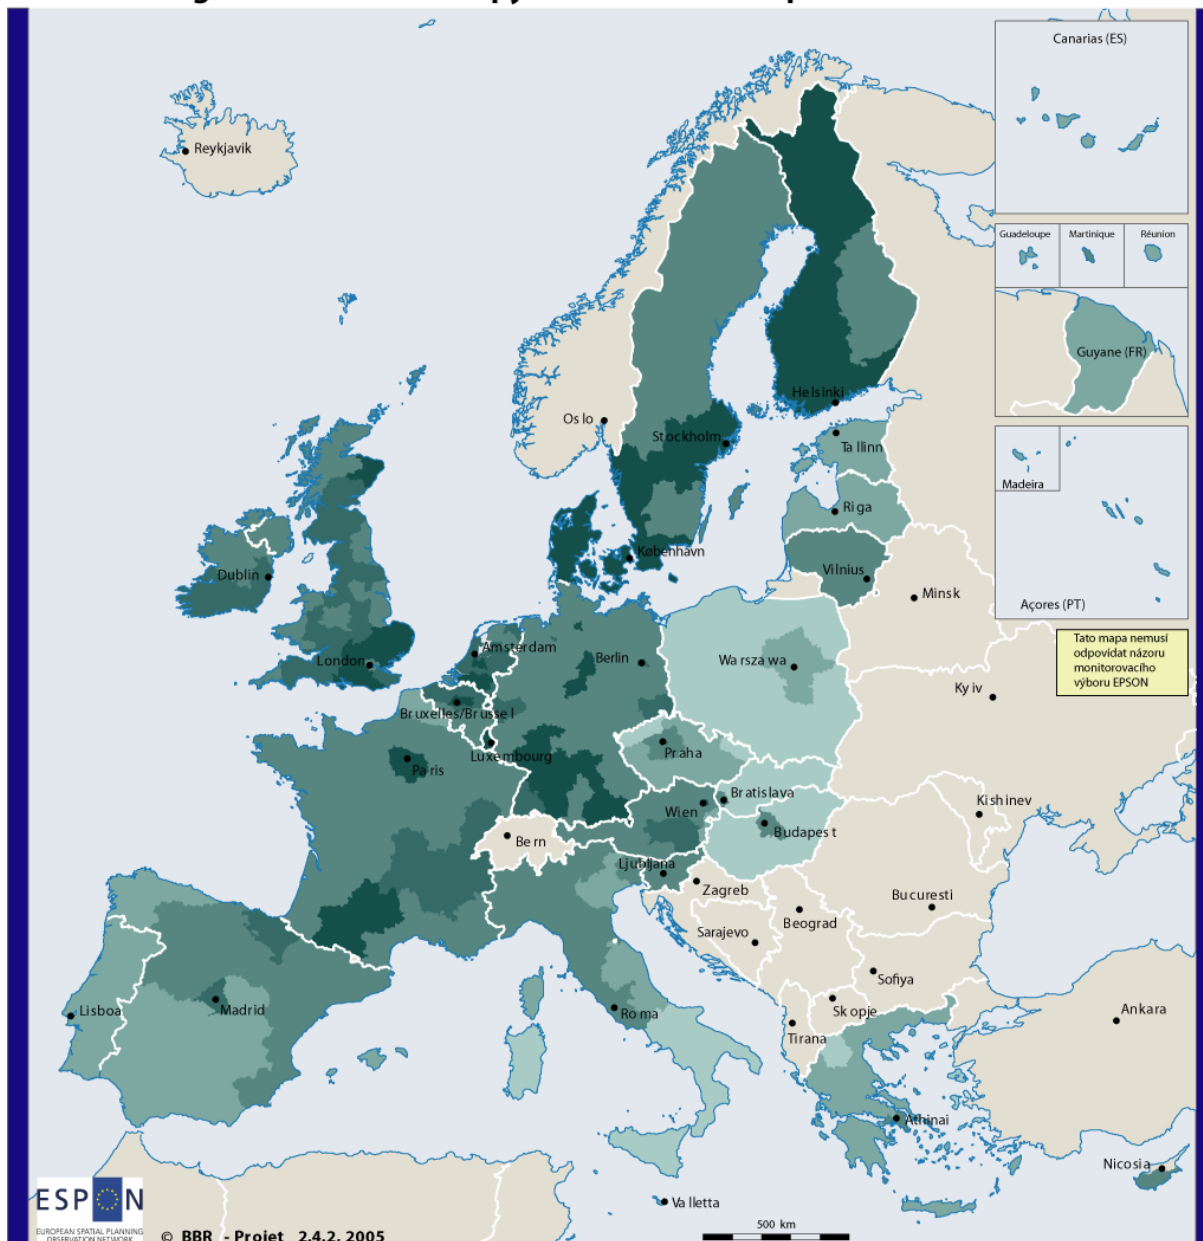 Canarias (ES)
Reykjavik
Guadeloupe
Martinique
Réunion
Guyane (FR)
Helsinki
Oslo
Stockholm
Tallinn
Madeira
Riga
København
Dublin
Vilnius
Minsk
Açores (PT)
Tato mapa nemusí
odpovídat názoru
monitorovacího
výboru EPSON
Amsterdam
London
Berlin
Warszawa
Kyiv
Bruxelles/Brussel
Luxembourg
Praha
Paris
Bratislava
Kishinev
Wien
Budapest
Bern
Ljubljana
Zagreb
Bucuresti
Beograd
Sarajevo
Sofiya
Lisboa
Madrid
Roma
Skopje
Ankara
Tirana
Athinai
Nicosia
ESPON
Valletta
EUROPEAN SPATIAL PLANNING
OBSERVATION NETWORK
500 km
© BBR - Projet 2.4.2, 2005